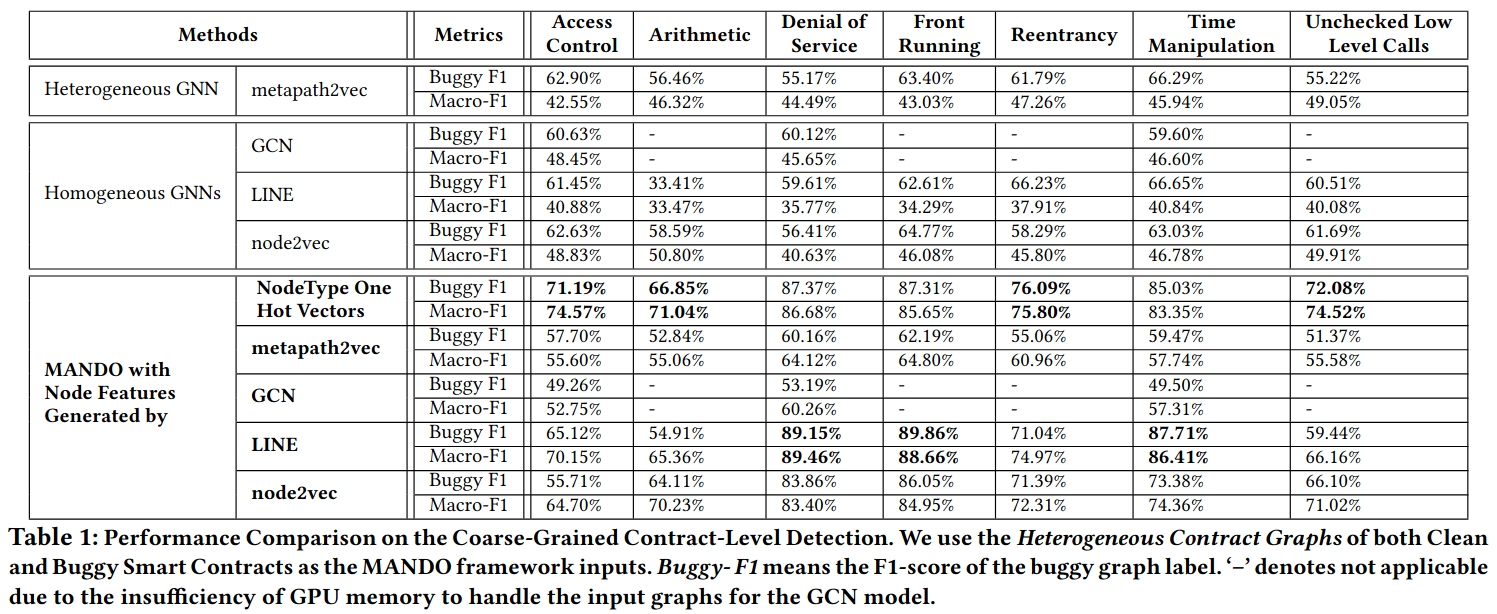 Methods Metrics Access Control Arithmetic Denial of Service Front Running Reentrancy Time Manipulation Unchecked Low Level Calls
Heterogeneous GNN metapath2vec Buggy F1 62.90% 56.46% 55.17% 63.40% 61.79% 66.29% 55.22%
Macro-F1 42.55% 46.32% 44.49% 43.03% 47.26% 45.94% 49.05%
Homogeneous GNNs GCN Buggy F1 60.63% - 60.12% - - 59.60% -
Macro-F1 48.45% - 45.65% - - 46.60% -
LINE Buggy F1 61.45% 33.41% 59.61% 62.61% 66.23% 66.65% 60.51%
Macro-F1 40.88% 33.47% 35.77% 34.29% 37.91% 40.84% 40.08%
node2vec Buggy F1 62.63% 58.59% 56.41% 64.77% 58.29% 63.03% 61.69%
Macro-F1 48.83% 50.80% 40.63% 46.08% 45.80% 46.78% 49.91%
MANDO with Node Features Generated by NodeType One Hot Vectors Buggy F1 71.19% 66.85% 87.37% 87.31% 76.09% 85.03% 72.08%
Macro-F1 74.57% 71.04% 86.68% 85.65% 75.80% 83.35% 74.52%
metapath2vec Buggy F1 57.70% 52.84% 60.16% 62.19% 55.06% 59.47% 51.37%
Macro-F1 55.60% 55.06% 64.12% 64.80% 60.96% 57.74% 55.58%
GCN Buggy F1 49.26% - 53.19% - - 49.50% -
Macro-F1 52.75% - 60.26% - - 57.31% -
LINE Buggy F1 65.12% 54.91% 89.15% 89.86% 71.04% 87.71% 59.44%
Macro-F1 70.15% 65.36% 89.46% 88.66% 74.97% 86.41% 66.16%
node2vec Buggy F1 55.71% 64.11% 83.86% 86.05% 71.39% 73.38% 66.10%
Macro-F1 64.70% 70.23% 83.40% 84.95% 72.31% 74.36% 71.02%
Table 1: Performance Comparison on the Coarse-Grained Contract-Level Detection. We use the Heterogeneous Contract Graphs of both Clean
and Buggy Smart Contracts as the MANDO framework inputs. Buggy-F1 means the F1-score of the buggy graph label. ‘–’ denotes not applicable
due to the insufficiency of GPU memory to handle the input graphs for the GCN model.